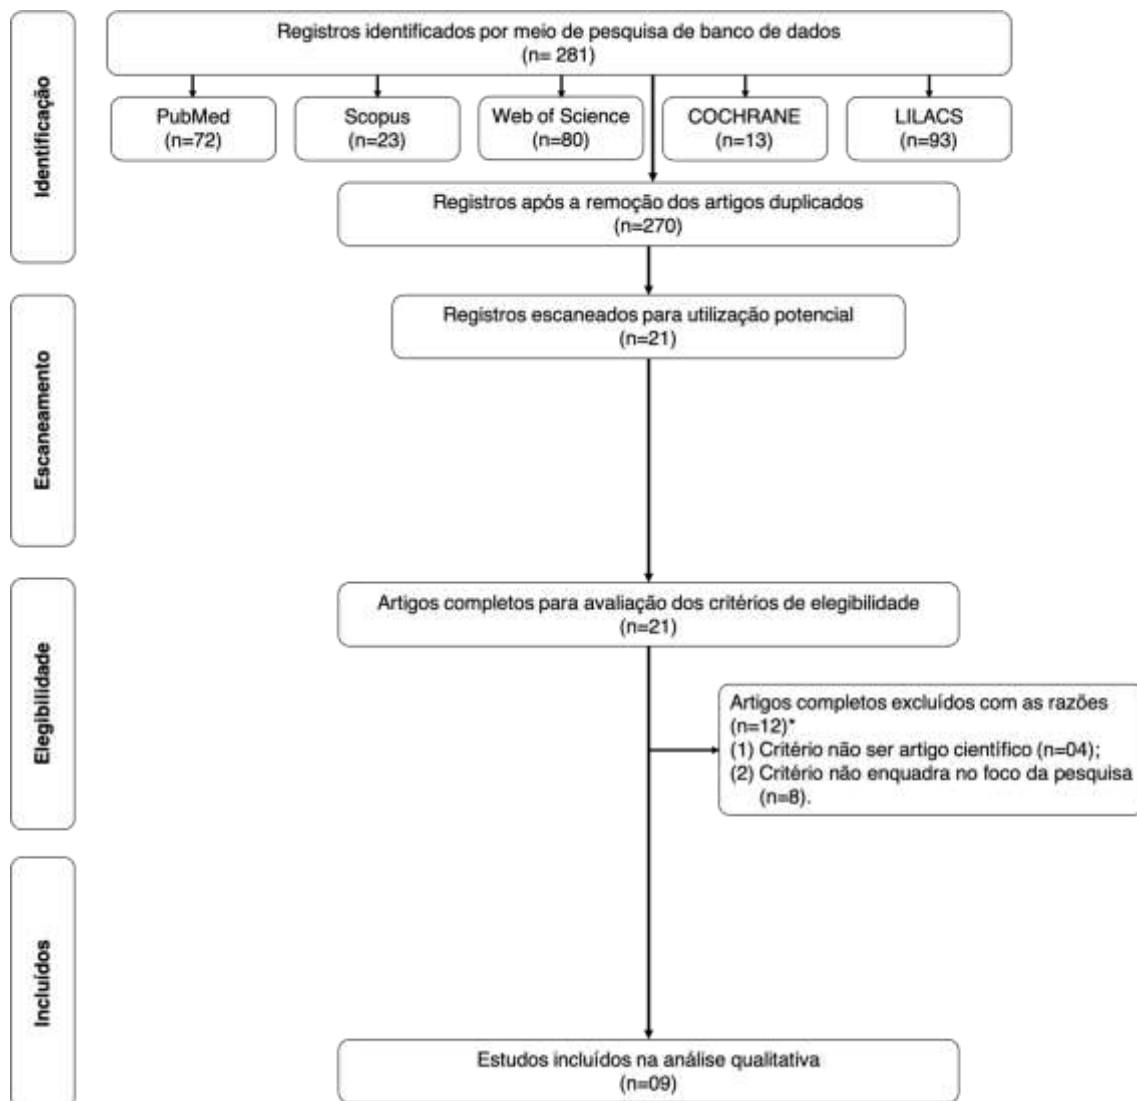 Identificação
Registros identificados por meio de pesquisa de banco de dados
(n= 281)
PubMed
(n=72)
Scopus
(n=23)
Web of Science
(n=80)
COCHRANE
(n=13)
LILACS
(n=93)
Registros após a remoção dos artigos duplicados
(n=270)
Escaneamento
Registros escaneados para utilização potencial
(n=21)
Elegibilidade
Artigos completos para avaliação dos critérios de elegibilidade
(n=21)
Artigos completos excluídos com as razões
(n=12)*
(1) Critério não ser artigo científico (n=04);
(2) Critério não enquadra no foco da pesquisa
(n=8).
Incluídos
Estudos incluídos na análise qualitativa
(n=09)